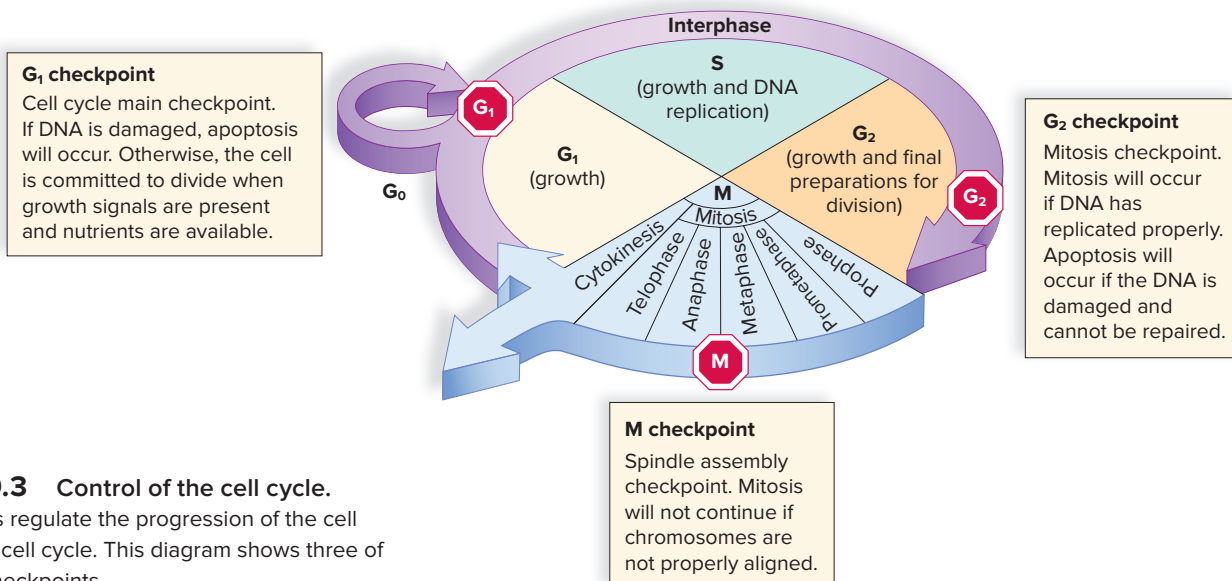 Interphase
G₁ checkpoint
Cell cycle main checkpoint.
If DNA is damaged, apoptosis
will occur. Otherwise, the cell
is committed to divide when
growth signals are present
and nutrients are available.
G₁
G₀
S
(growth and DNA
replication)
G₁
(growth)
G₂
(growth and final
preparations for
division)
G₂
G₂ checkpoint
Mitosis checkpoint.
Mitosis will occur
if DNA has
replicated properly.
Apoptosis will
occur if the DNA is
damaged and
cannot be repaired.
M
Mitosis
Cytokinesis
Telophase
Anaphase
Metaphase
Prometaphase
Prophase
M
M checkpoint
Spindle assembly
checkpoint. Mitosis
will not continue if
chromosomes are
not properly aligned.
.3 Control of the cell cycle.
s regulate the progression of the cell
cell cycle. This diagram shows three of